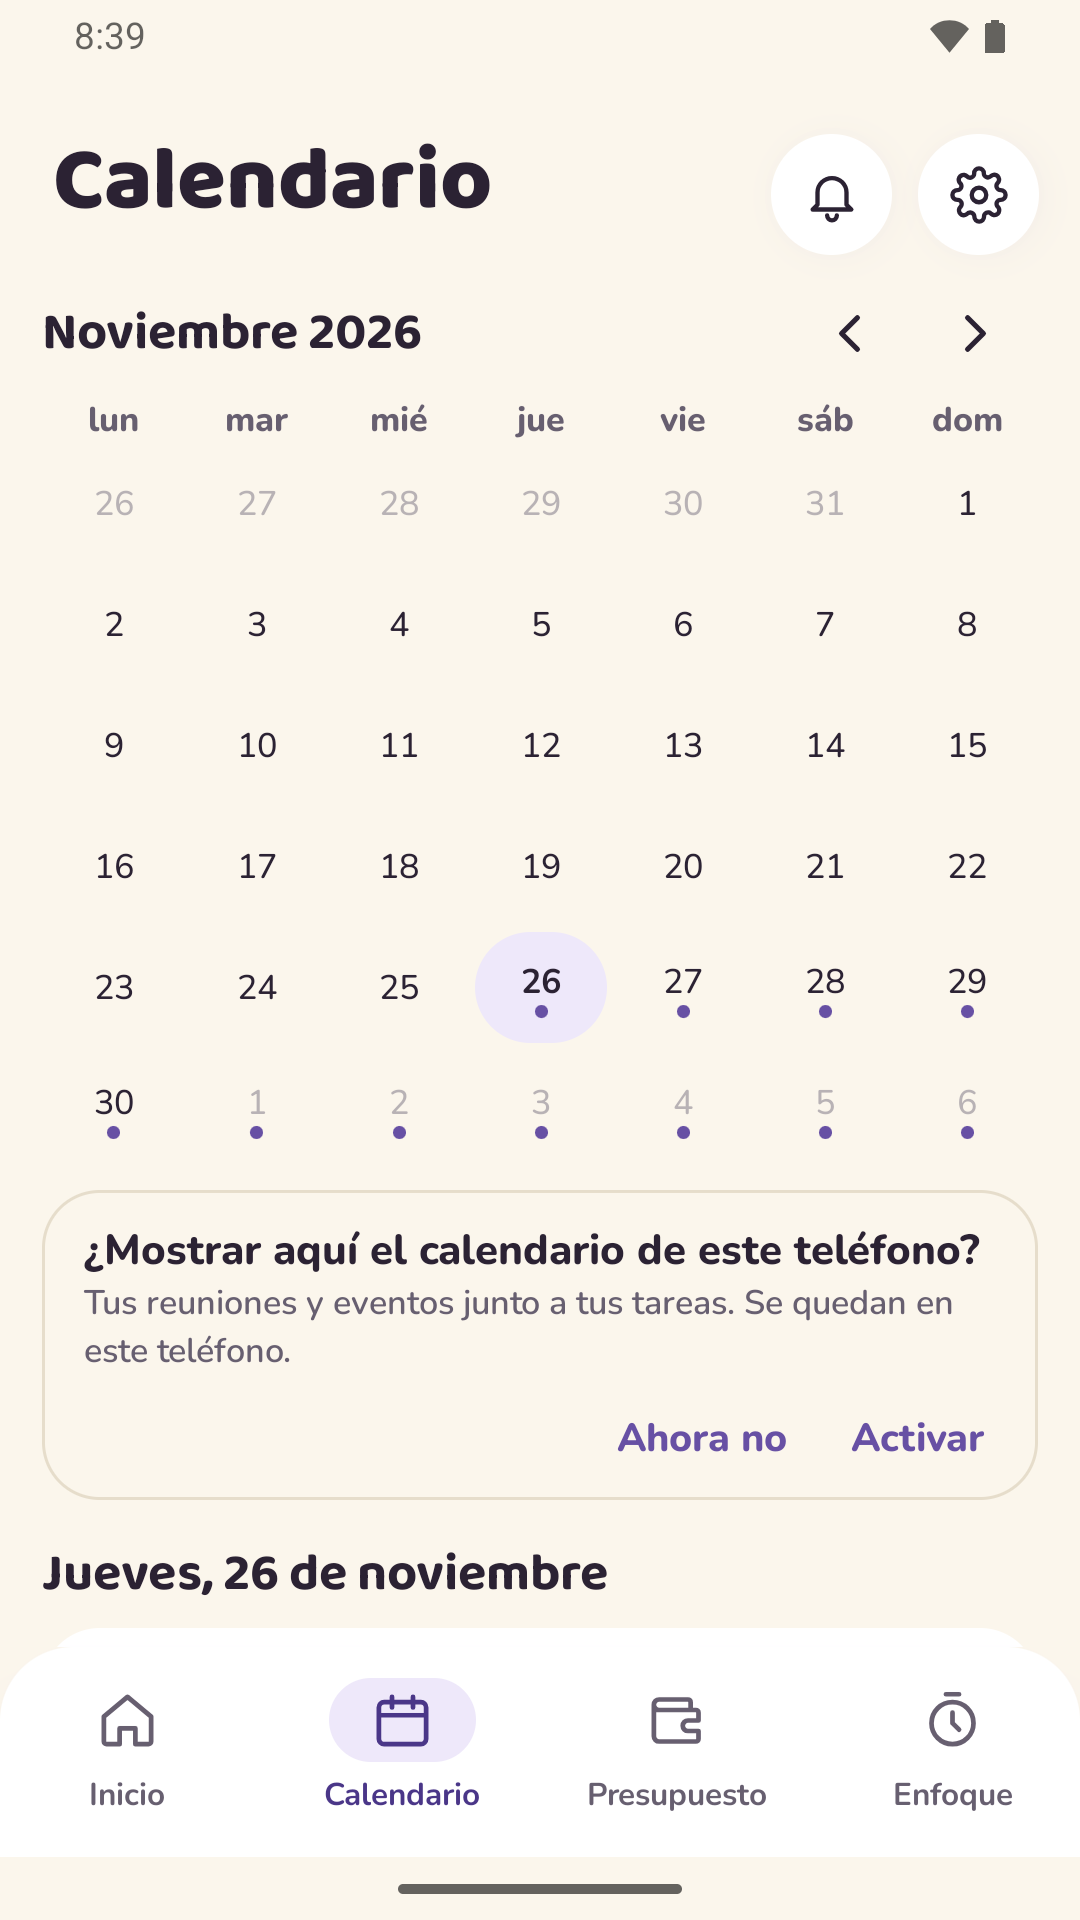 8:39
Calendario
Noviembre 2026
lun mar mié jue vie sáb dom
26 27 28 29 30 31 1
2 3 4 5 6 7 8
9 10 11 12 13 14 15
16 17 18 19 20 21 22
23 24 25 26 27 28 29
30 1 2 3 4 5 6
¿Mostrar aquí el calendario de este teléfono?
Tus reuniones y eventos junto a tus tareas. Se quedan en
este teléfono.
Ahora no Activar
Jueves, 26 de noviembre
Inicio Calendario Presupuesto Enfoque